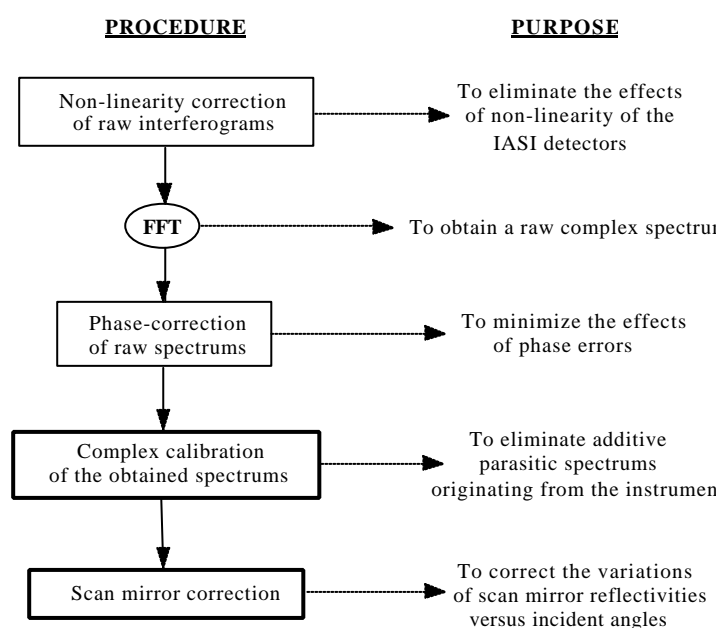 PROCEDURE
PURPOSE
Non-linearity correction
of raw interferograms
To eliminate the effects
of non-linearity of the
IASI detectors
FFT
To obtain a raw complex spectrum
Phase-correction
of raw spectrums
To minimize the effects
of phase errors
Complex calibration
of the obtained spectrums
To eliminate additive
parasitic spectrums
originating from the instrumen
Scan mirror correction
To correct the variations
of scan mirror reflectivities
versus incident angles